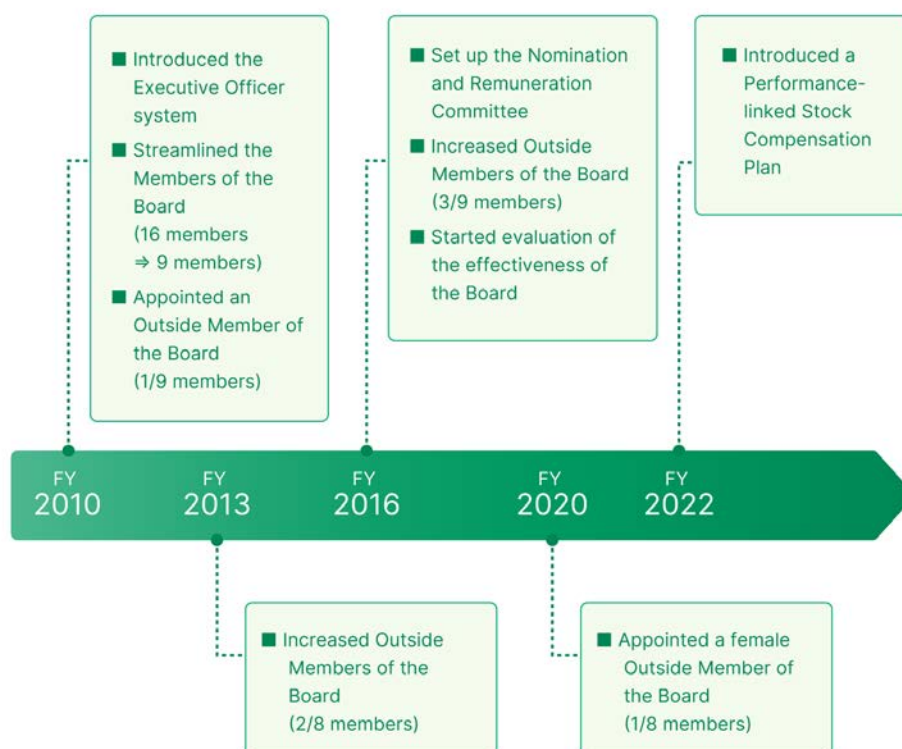 ■ Introduced the
Executive Officer
system
■ Streamlined the
Members of the
Board
(16 members
⇒ 9 members)
■ Appointed an
Outside Member of
the Board
(1/9 members)
■ Set up the Nomination
and Remuneration
Committee
■ Increased Outside
Members of the Board
(3/9 members)
■ Started evaluation of
the effectiveness of
the Board
■ Introduced a
Performance-
linked Stock
Compensation
Plan
FY
2010
FY
2013
FY
2016
FY
2020
FY
2022
■ Increased Outside
Members of the
Board
(2/8 members)
■ Appointed a female
Outside Member of
the Board
(1/8 members)